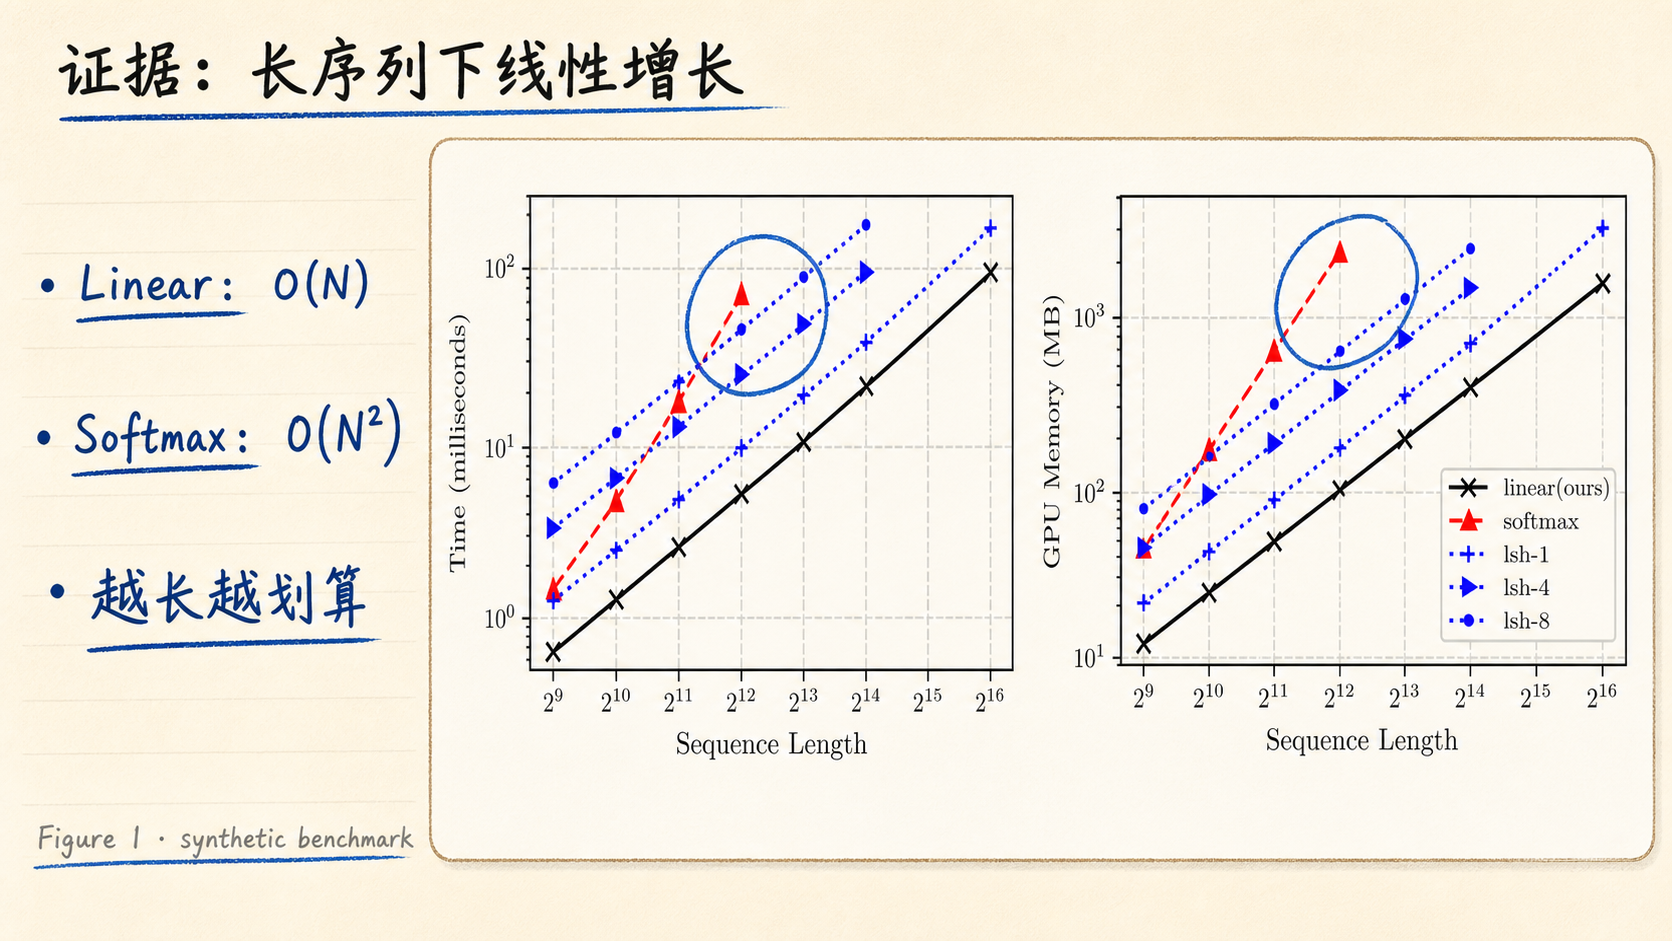 证据：长序列下线性增长
• Linear: O(N)
• Softmax: O(N²)
• 越长越划算
Figure 1 · synthetic benchmark
Time (milliseconds)
10²
10¹
10⁰
2⁹ 2¹⁰ 2¹¹ 2¹² 2¹³ 2¹⁴ 2¹⁵ 2¹⁶
Sequence Length
GPU Memory (MB)
10³
10²
10¹
2⁹ 2¹⁰ 2¹¹ 2¹² 2¹³ 2¹⁴ 2¹⁵ 2¹⁶
Sequence Length
linear(ours)
softmax
lsh-1
lsh-4
lsh-8